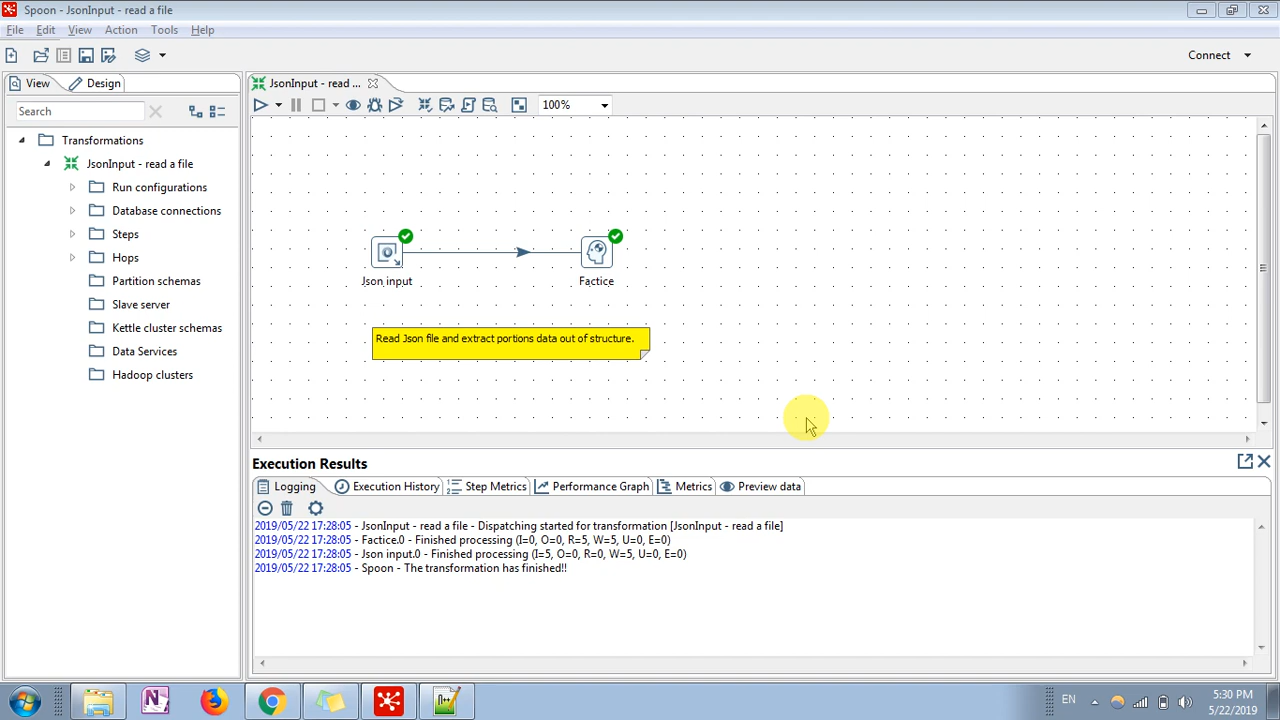 Spoon - JsonInput - read a file
File Edit View Action Tools Help
Connect
View Design
JsonInput - read ...
Search
100%
Transformations
JsonInput - read a file
Run configurations
Database connections
Steps
Hops
Partition schemas
Slave server
Kettle cluster schemas
Data Services
Hadoop clusters
Json input
Factice
Read Json file and extract portions data out of structure.
Execution Results
Logging Execution History Step Metrics Performance Graph Metrics Preview data
2019/05/22 17:28:05 - JsonInput - read a file - Dispatching started for transformation [JsonInput - read a file]
2019/05/22 17:28:05 - Factice.0 - Finished processing (I=0, O=0, R=5, W=5, U=0, E=0)
2019/05/22 17:28:05 - Json input.0 - Finished processing (I=5, O=0, R=0, W=5, U=0, E=0)
2019/05/22 17:28:05 - Spoon - The transformation has finished!!
EN
5:30 PM
5/22/2019